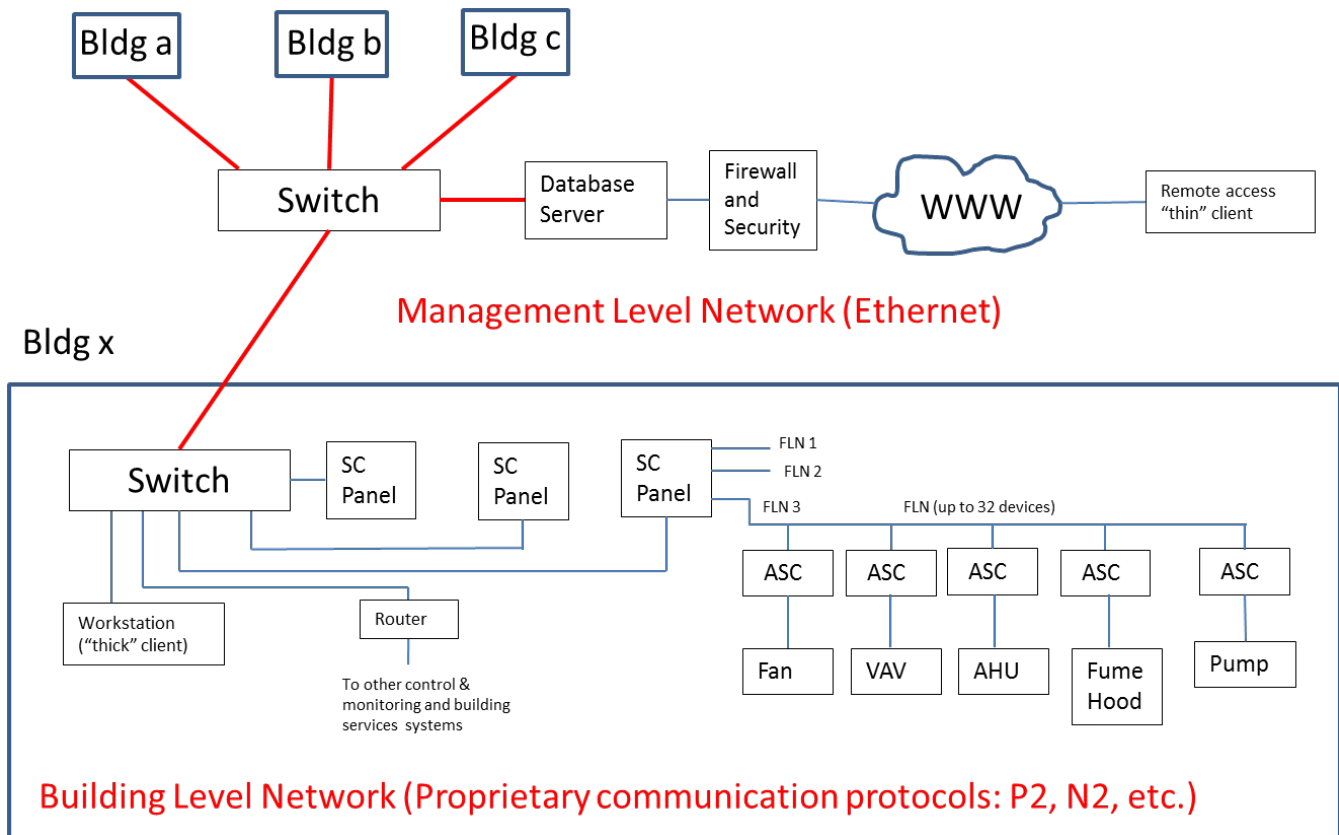 Bldg a
Bldg b
Bldg c
Switch
Database
Server
Firewall
and
Security
WWW
Remote access
“thin” client
Management Level Network (Ethernet)
Bldg x
Switch
SC
Panel
SC
Panel
SC
Panel
FLN 1
FLN 2
FLN 3
FLN (up to 32 devices)
ASC
ASC
ASC
ASC
ASC
Workstation
(“thick” client)
Router
Fan
VAV
AHU
Fume
Hood
Pump
To other control &
monitoring and building
services systems
Building Level Network (Proprietary communication protocols: P2, N2, etc.)